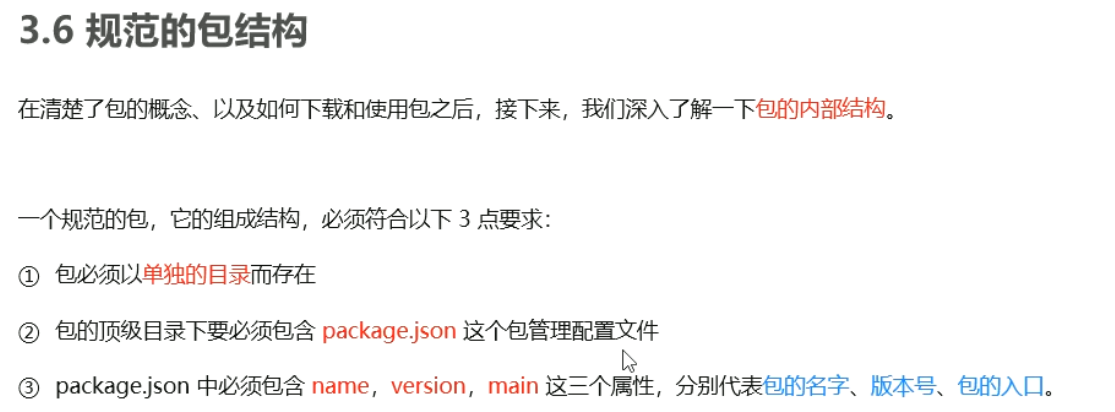 3.6 规范的包结构
在清楚了包的概念、以及如何下载和使用包之后，接下来，我们深入了解一下包的内部结构。
一个规范的包，它的组成结构，必须符合以下 3 点要求：
① 包必须以单独的目录而存在
② 包的顶级目录下要必须包含 package.json 这个包管理配置文件
③ package.json 中必须包含 name，version，main 这三个属性，分别代表包的名字、版本号、包的入口。